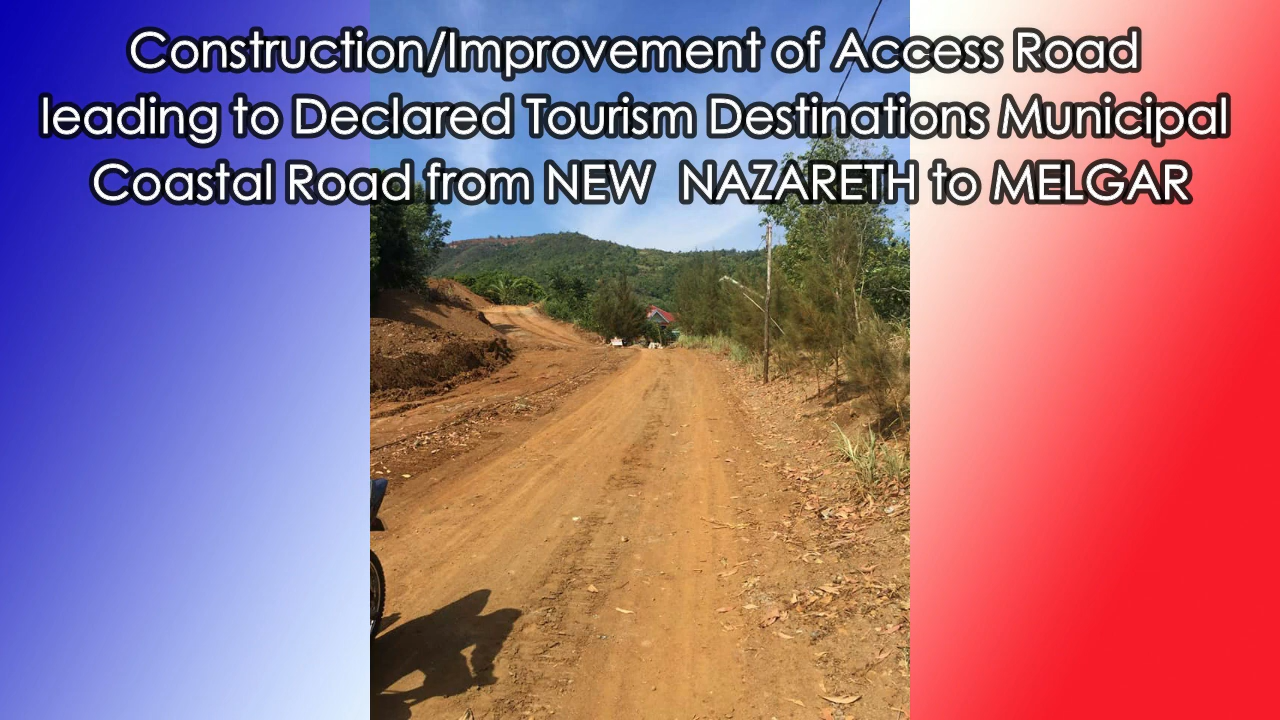 Construction/Improvement of Access Road
leading to Declared Tourism Destinations Municipal
Coastal Road from NEW  NAZARETH to MELGAR